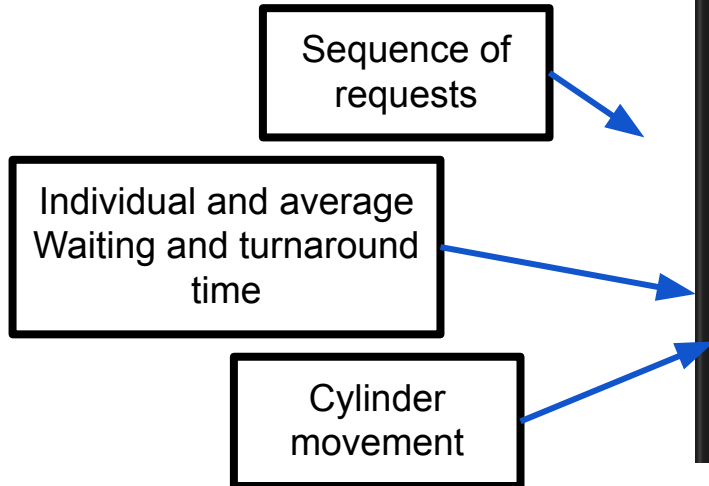 Sequence of
requests
Individual and average
Waiting and turnaround
time
Cylinder
movement